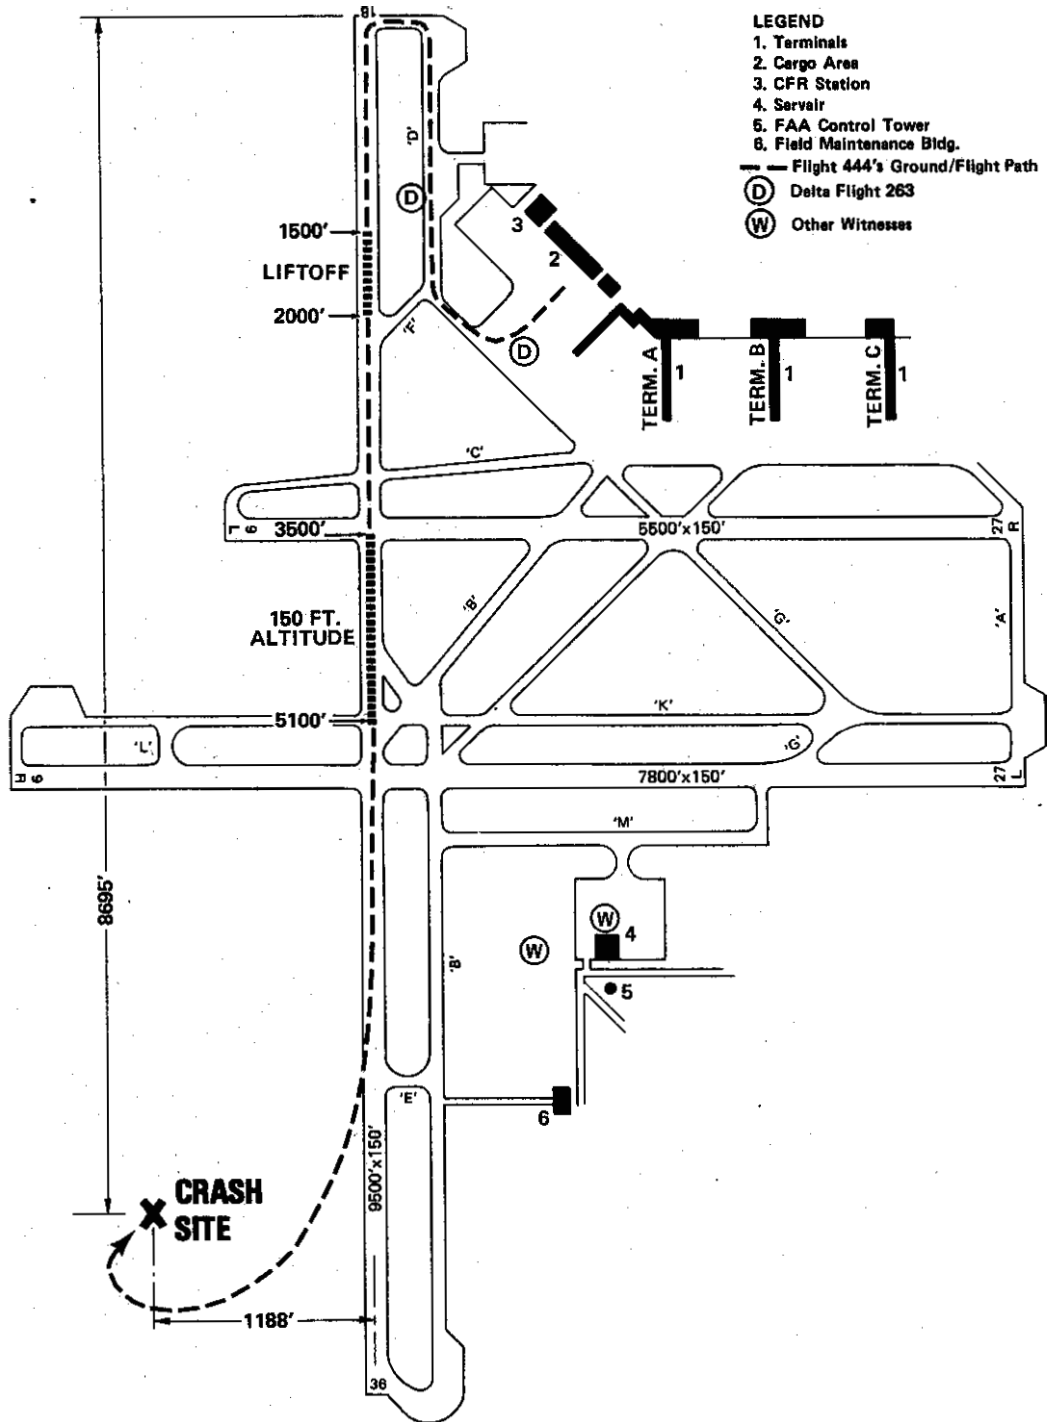 LEGEND
1. Terminals
2. Cargo Area
3. CFR Station
4. Servair
5. FAA Control Tower
6. Field Maintenance Bldg.
Flight 444's Ground/Flight Path
D Delta Flight 263
W Other Witnesses
18
'D'
D
1500'
LIFTOFF
2000'
3
2
'F'
D
TERM. A
1
TERM. B
1
TERM. C
1
'C'
9
L
3500'
5500'x150'
27
R
150 FT.
ALTITUDE
'B'
'G'
'A'
5100'
'K'
'L'
'G'
9
R
7800'x150'
27
L
'M'
8695'
W
4
W
'B'
5
'E'
6
9500'x150'
CRASH
SITE
1188'
36